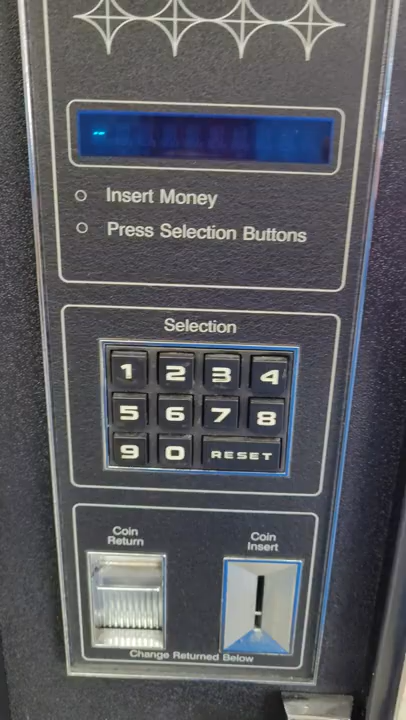 Insert Money
Press Selection Buttons
Selection
1 2 3 4
5 6 7 8
9 0 RESET
Coin Return
Coin Insert
Change Returned Below